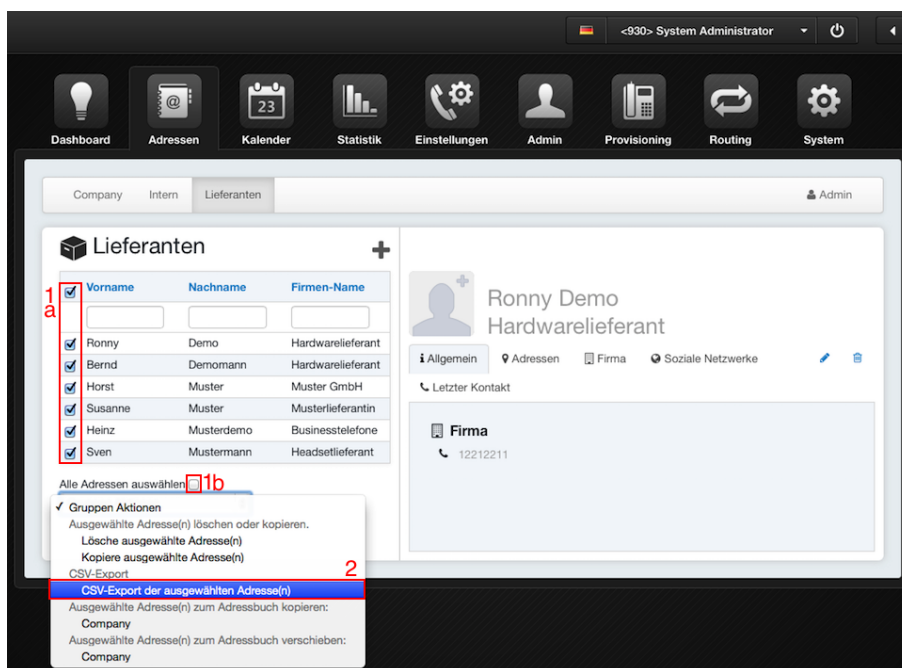 <930> System Administrator
Dashboard Adressen Kalender Statistik Einstellungen Admin Provisioning Routing System
@
23
Company Intern Lieferanten Admin
Lieferanten
1
a
Vorname Nachname Firmen-Name
Ronny Demo Hardwarelieferant
Bernd Demomann Hardwarelieferant
Horst Muster Muster GmbH
Susanne Muster Musterlieferantin
Heinz Musterdemo Businesstelefone
Sven Mustermann Headsetlieferant
Alle Adressen auswählen 1b
✓ Gruppen Aktionen
Ausgewählte Adresse(n) löschen oder kopieren.
Lösche ausgewählte Adresse(n)
Kopiere ausgewählte Adresse(n)
CSV-Export
2
CSV-Export der ausgewählten Adresse(n)
Ausgewählte Adresse(n) zum Adressbuch kopieren:
Company
Ausgewählte Adresse(n) zum Adressbuch verschieben:
Company
Ronny Demo
Hardwarelieferant
Allgemein Adressen Firma Soziale Netzwerke
Letzter Kontakt
Firma
12212211